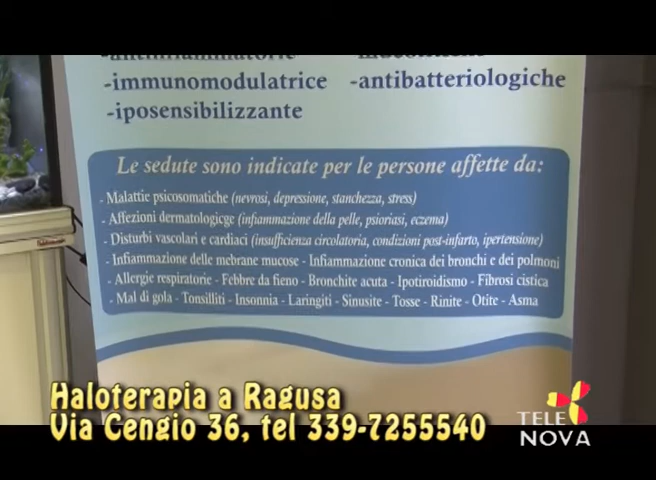 -immunomodulatrice -antibatteriologiche
-iposensibilizzante
Le sedute sono indicate per le persone affette da:
- Malattie psicosomatiche (nevrosi, depressione, stanchezza, stress)
- Affezioni dermatologicge (infiammazione della pelle, psioriasi, eczema)
- Disturbi vascolari e cardiaci (insufficienza circolatoria, condizioni post-infarto, ipertensione)
- Infiammazione delle mebrane mucose - Infiammazione cronica dei bronchi e dei polmoni
- Allergie respiratorie - Febbre da fieno - Bronchite acuta - Ipotiroidismo - Fibrosi cistica
- Mal di gola - Tonsilliti - Insonnia - Laringiti - Sinusite - Tosse - Rinite - Otite - Asma
Haloterapia a Ragusa
Via Cengio 36, tel 339-7255540
TELE
NOVA